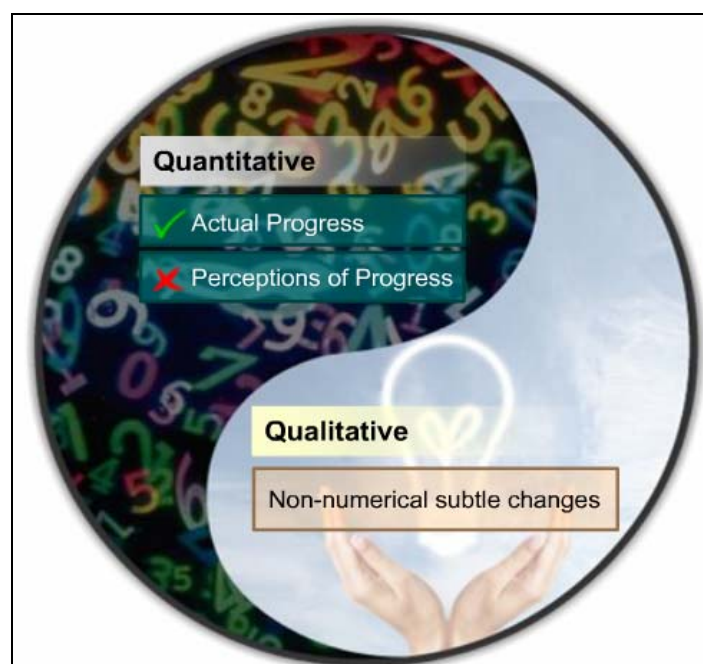 Quantitative
Actual Progress
Perceptions of Progress
Qualitative
Non-numerical subtle changes